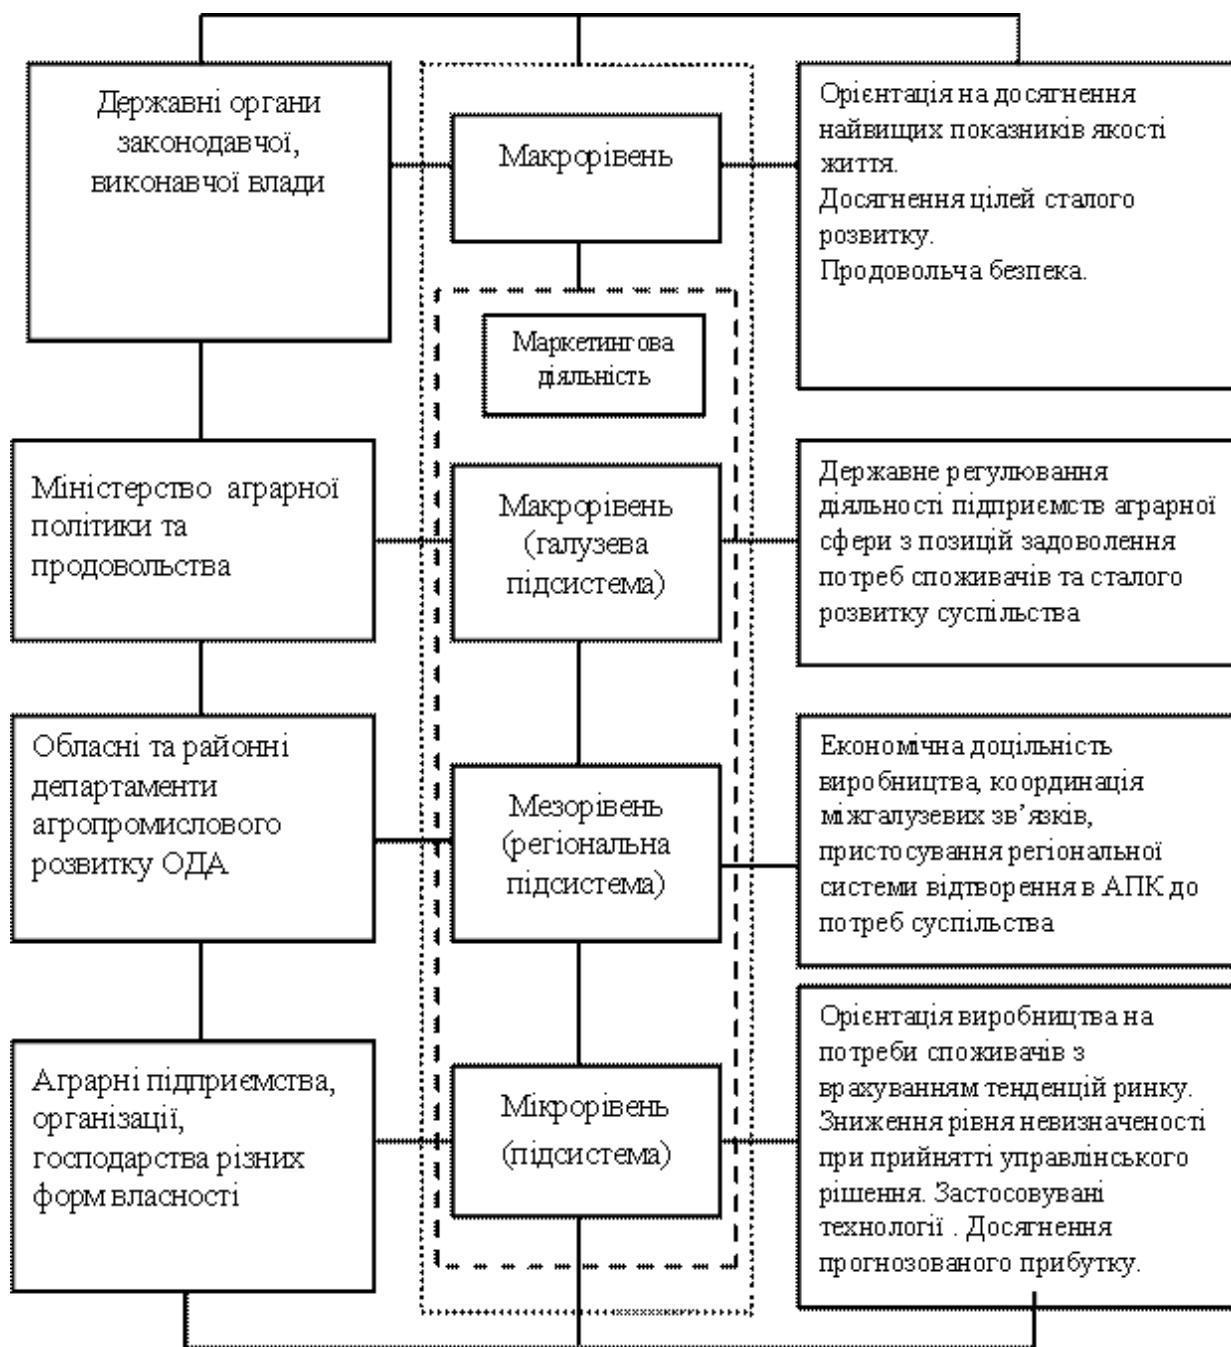 Державні органи
законодавчої,
виконавчої влади
Макрорівень
Орієнтація на досягнення
найвищих показників якості
життя.
Досягнення цілей сталого
розвитку.
Продовольча безпека.
Маркетингова
діяльність
Міністерство аграрної
політики та
продовольства
Макрорівень
(галузева
підсистема)
Державне регулювання
діяльності підприємств аграрної
сфери з позицій задоволення
потреб споживачів та сталого
розвитку суспільства
Обласні та районні
департаменти
агропромислового
розвитку ОДА
Мезорівень
(регіональна
підсистема)
Економічна доцільність
виробництва, координація
міжгалузевих зв’язків,
пристосування регіональної
системи відтворення в АПК до
потреб суспільства
Аграрні підприємства,
організації,
господарства різних
форм власності
Мікрорівень
(підсистема)
Орієнтація виробництва на
потреби споживачів з
врахуванням тенденцій ринку.
Зниження рівня невизначеності
при прийнятті управлінського
рішення. Застосовувані
технології . Досягнення
прогнозованого прибутку.